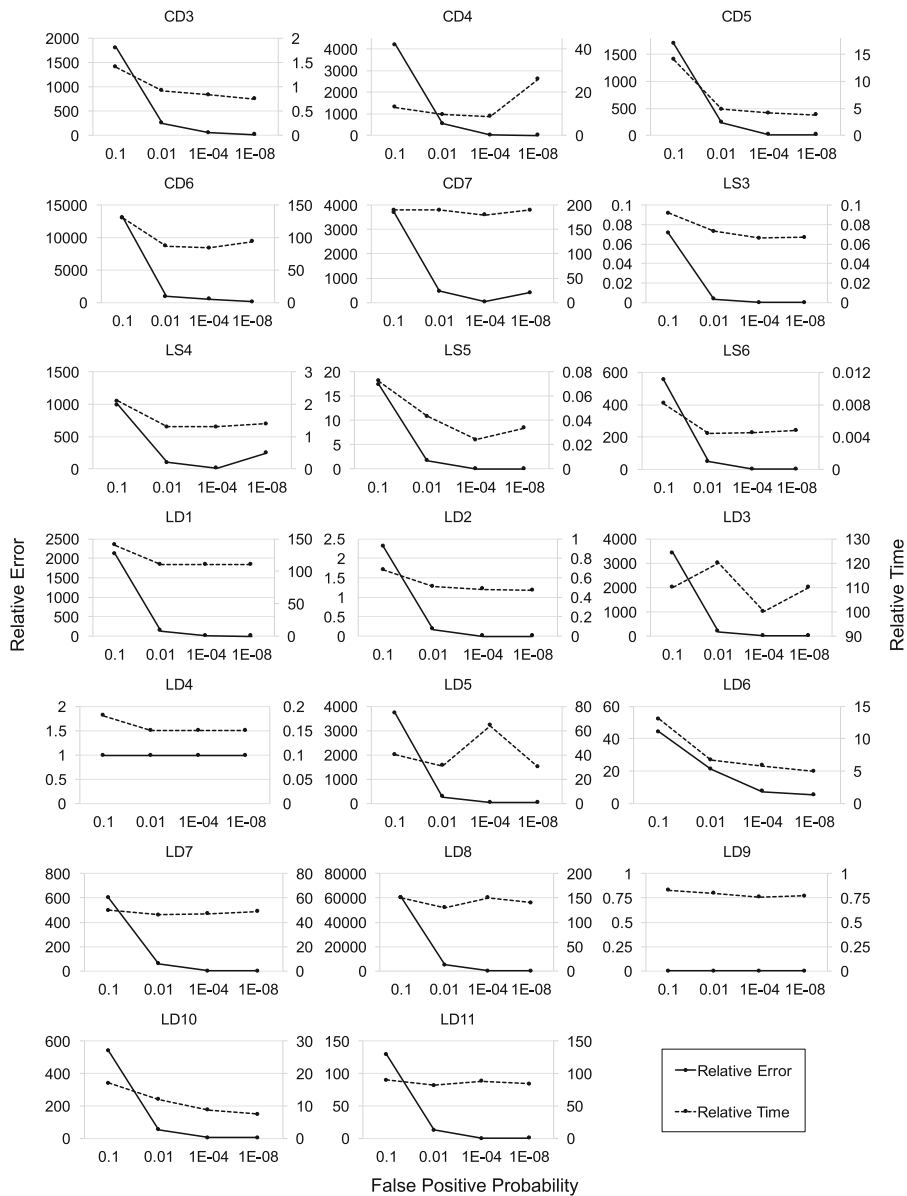 CD3 CD4 CD5
2000 2 5000 40 1500 15
1500 1.5 4000
1000 1 3000 20 1000 10
500 0.5 2000 500 5
1000
0 0 0 0 0 0
0.1 0.01 1E-04 1E-08 0.1 0.01 1E-04 1E-08 0.1 0.01 1E-04 1E-08
CD6 CD7 LS3
15000 150 4000 200 0.1 0.1
3000 150 0.08 0.08
10000 100 2000 100 0.06 0.06
5000 50 1000 50 0.04 0.04
0.02 0.02
0 0 0 0 0 0
0.1 0.01 1E-04 1E-08 0.1 0.01 1E-04 1E-08 0.1 0.01 1E-04 1E-08
LS4 LS5 LS6
1500 3 20 0.08 600 0.012
1000 2 15 0.06 400 0.008
500 1 10 0.04 200 0.004
5 0.02
0 0 0 0 0 0
0.1 0.01 1E-04 1E-08 0.1 0.01 1E-04 1E-08 0.1 0.01 1E-04 1E-08
LD1 LD2 LD3
2500 150 2.5 1 4000 130
2000 100 2 0.8 3000 120
1500 1.5 0.6 2000 110
1000 50 1 0.4 1000 100
500 0.5 0.2
0 0 0 0 0 90
0.1 0.01 1E-04 1E-08 0.1 0.01 1E-04 1E-08 0.1 0.01 1E-04 1E-08
Relative Error
Relative Time
LD4 LD5 LD6
2 0.2 4000 80 60 15
1.5 0.15 3000 60 40 10
1 0.1 2000 40 20 5
0.5 0.05 1000 20
0 0 0 0 0 0
0.1 0.01 1E-04 1E-08 0.1 0.01 1E-04 1E-08 0.1 0.01 1E-04 1E-08
LD7 LD8 LD9
800 80 80000 200 1 1
600 60 60000 150 0.75 0.75
400 40 40000 100 0.5 0.5
200 20 20000 50 0.25 0.25
0 0 0 0 0 0
0.1 0.01 1E-04 1E-08 0.1 0.01 1E-04 1E-08 0.1 0.01 1E-04 1E-08
LD10 LD11
600 30 150 150
400 20 100 100
200 10 50 50
0 0 0 0
0.1 0.01 1E-04 1E-08 0.1 0.01 1E-04 1E-08
Relative Error
Relative Time
False Positive Probability